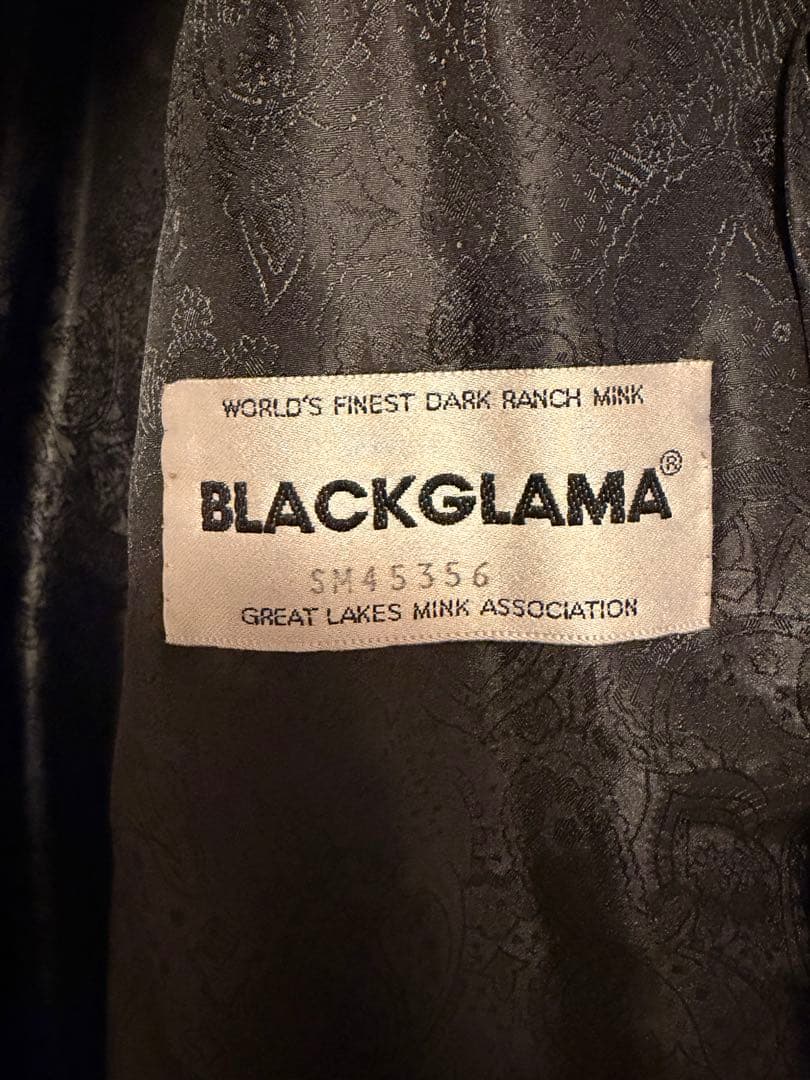 WORLD'S FINEST DARK RANCH MINK
BLACKGLAMA®
SM45356
GREAT LAKES MINK ASSOCIATION